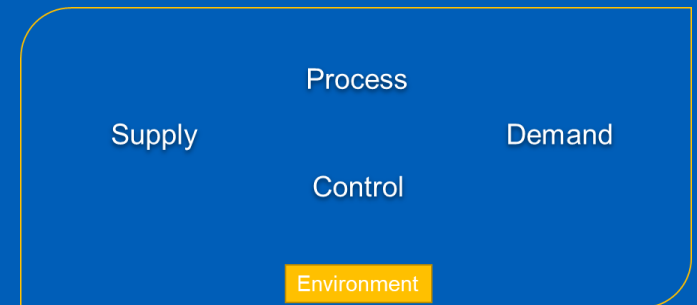 Process
Supply
Demand
Control
Environment